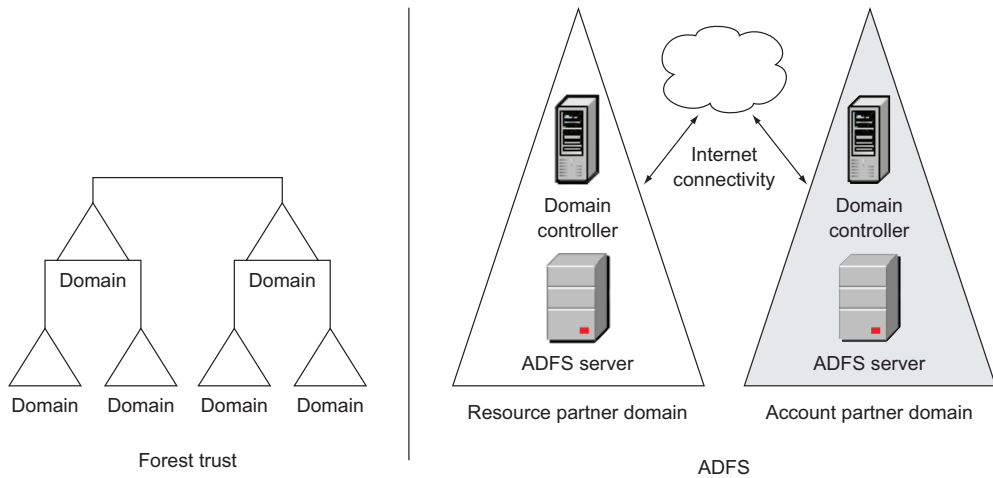 Domain
Domain
Domain
Domain
Domain
Domain
Forest trust
Internet
connectivity
Domain
controller
ADFS server
Resource partner domain
Domain
controller
ADFS server
Account partner domain
ADFS